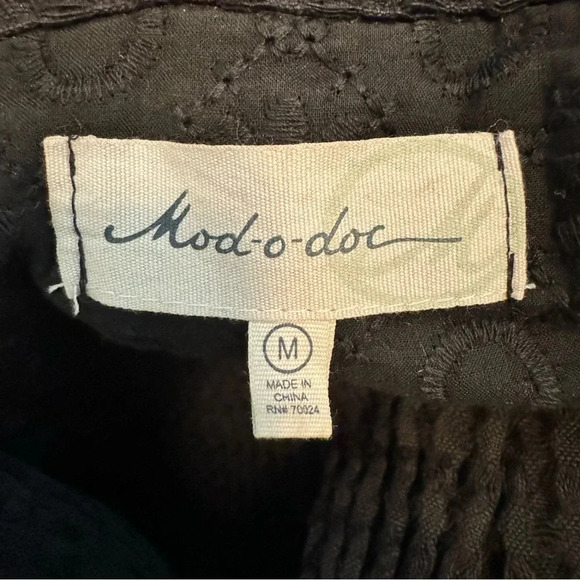 Mod-o-doc
M
MADE IN
CHINA
RN# 70024